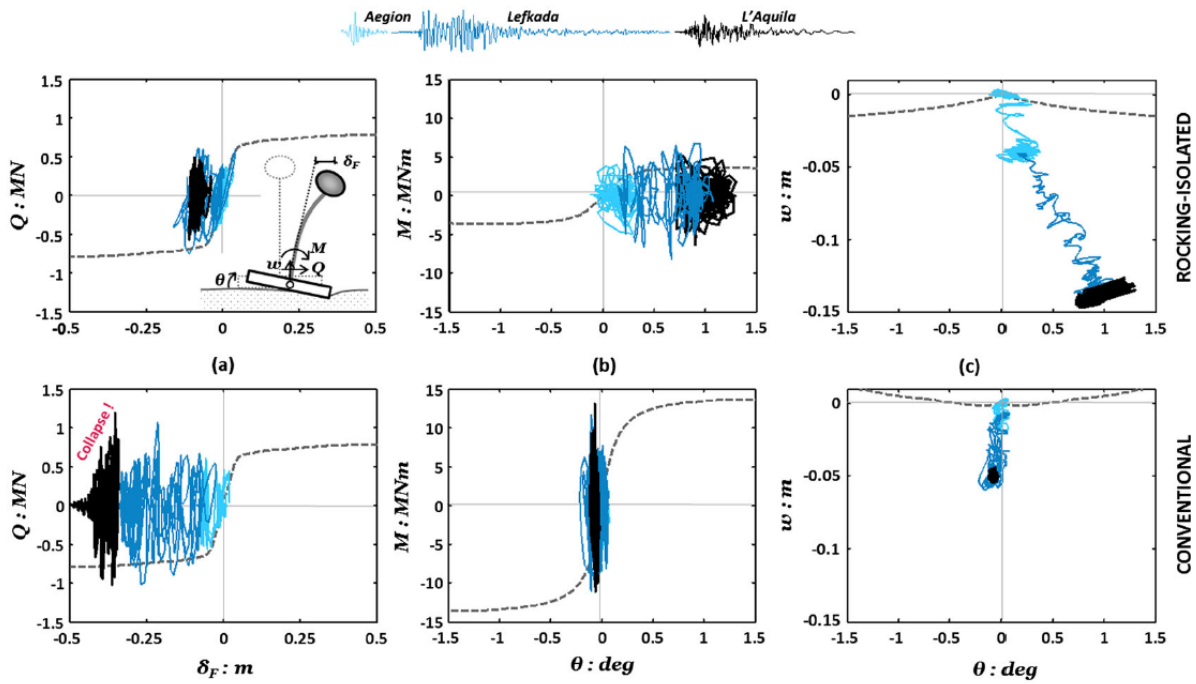 Aegion Lefkada L'Aquila
Q : MN
1.5
1
0.5
0
-0.5
-1
-1.5
-0.5 -0.25 0 0.25 0.5
δF
M
w
Q
θ
(a)
M : MNm
15
10
5
0
-5
-10
-15
-1.5 -1 -0.5 0 0.5 1 1.5
(b)
w : m
0
-0.05
-0.1
-0.15
-1.5 -1 -0.5 0 0.5 1 1.5
(c)
ROCKING-ISOLATED
Q : MN
1.5
1
0.5
0
-0.5
-1
-1.5
Collapse !
-0.5 -0.25 0 0.25 0.5
δF : m
M : MNm
15
10
5
0
-5
-10
-15
-1.5 -1 -0.5 0 0.5 1 1.5
θ : deg
w : m
0
-0.05
-0.1
-0.15
-1.5 -1 -0.5 0 0.5 1 1.5
θ : deg
CONVENTIONAL